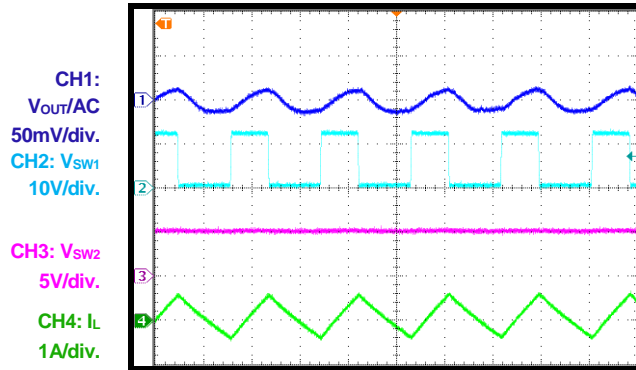 T
CH1:
VOUT/AC
50mV/div.
CH2: VSW1
10V/div.
CH3: VSW2
5V/div.
CH4: IL
1A/div.
1
2
3
4